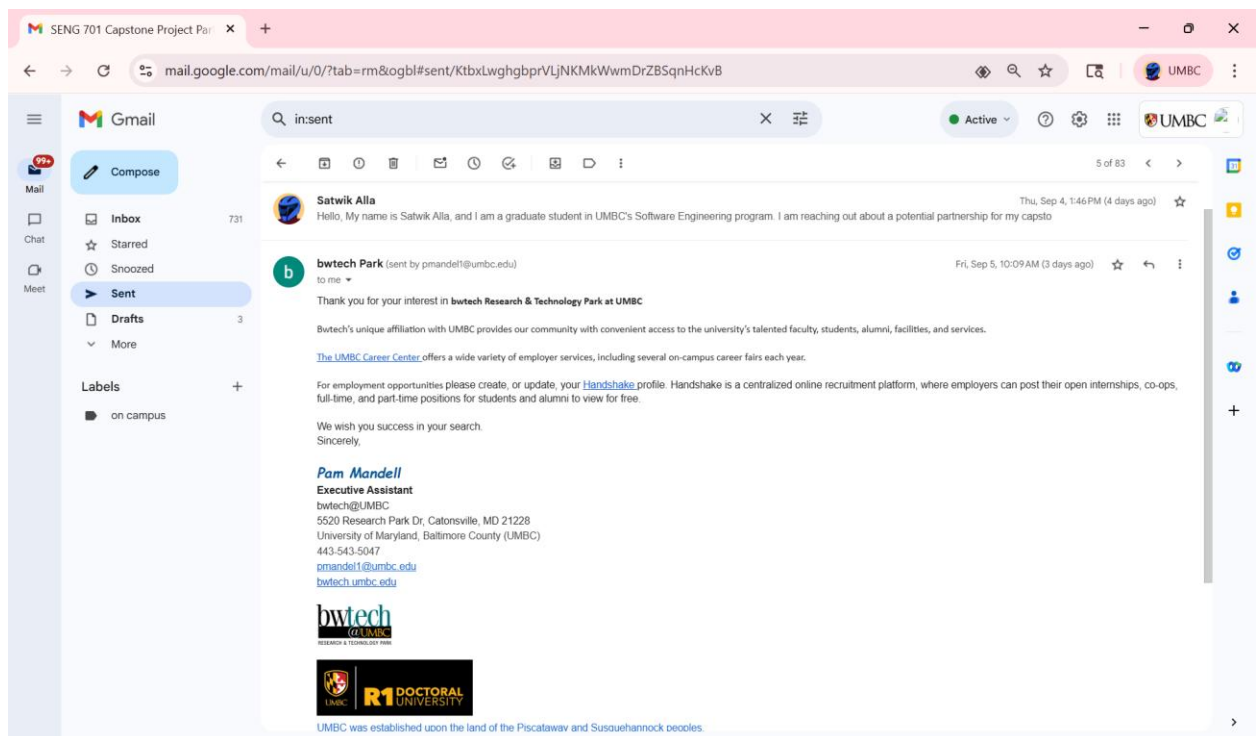 SENG 701 Capstone Project Par
mail.google.com/mail/u/0/?tab=rm&ogbl#sent/KtbxLwghgbprVLjNKMkWwmDrZBSqnHcKvB
UMBC
Gmail
in:sent
Active
UMBC
99+
Mail
Chat
Meet
Compose
Inbox 731
Starred
Snoozed
Sent
Drafts 3
More
Labels
on campus
5 of 83
Satwik Alla
Thu, Sep 4, 1:46 PM (4 days ago)
Hello, My name is Satwik Alla, and I am a graduate student in UMBC's Software Engineering program. I am reaching out about a potential partnership for my capsto
b
bwtech Park (sent by pmandel1@umbc.edu)
Fri, Sep 5, 10:09 AM (3 days ago)
to me
Thank you for your interest in bwtech Research & Technology Park at UMBC
Bwtech's unique affiliation with UMBC provides our community with convenient access to the university's talented faculty, students, alumni, facilities, and services.
The UMBC Career Center offers a wide variety of employer services, including several on-campus career fairs each year.
For employment opportunities please create, or update, your Handshake profile. Handshake is a centralized online recruitment platform, where employers can post their open internships, co-ops,
full-time, and part-time positions for students and alumni to view for free.
We wish you success in your search.
Sincerely,
Pam Mandell
Executive Assistant
bwtech@UMBC
5520 Research Park Dr, Catonsville, MD 21228
University of Maryland, Baltimore County (UMBC)
443-543-5047
pmandel1@umbc.edu
bwtech.umbc.edu
bwtech
@UMBC
RESEARCH & TECHNOLOGY PARK
UMBC
R1 DOCTORAL
UNIVERSITY
UMBC was established upon the land of the Piscataway and Susquehannock peoples.
31